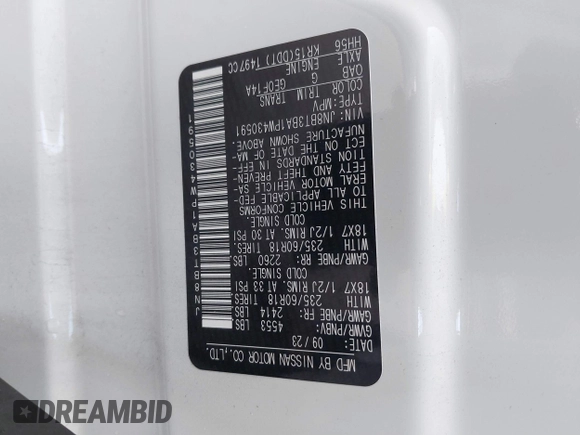 MFD BY NISSAN MOTOR CO.,LTD.
DATE: 09/23
GVWR/PNBV: 4553 LBS
GAWR/PNBE FR: 2414 LBS
WITH 235/60R18 TIRES.
18X7 1/2J RIMS. AT 33 PSI
COLD SINGLE.
GAWR/PNBE RR: 2260 LBS
WITH 235/60R18 TIRES.
18X7 1/2J RIMS. AT 30 PSI
COLD SINGLE.
THIS VEHICLE CONFORMS
TO ALL APPLICABLE FED-
ERAL MOTOR VEHICLE SA-
FETY AND THEFT PREVEN-
TION STANDARDS IN EFF-
ECT ON THE DATE OF MA-
NUFACTURE SHOWN ABOVE.
VIN: JN8BT3BA1PW430591
TYPE:MPV
COLOR TRIM TRANS
QAB G GE0F14A
AXLE ENGINE
HH56 KR15(DDT) 1497CC
JN8BT3BA1PW430591
DREAMBID